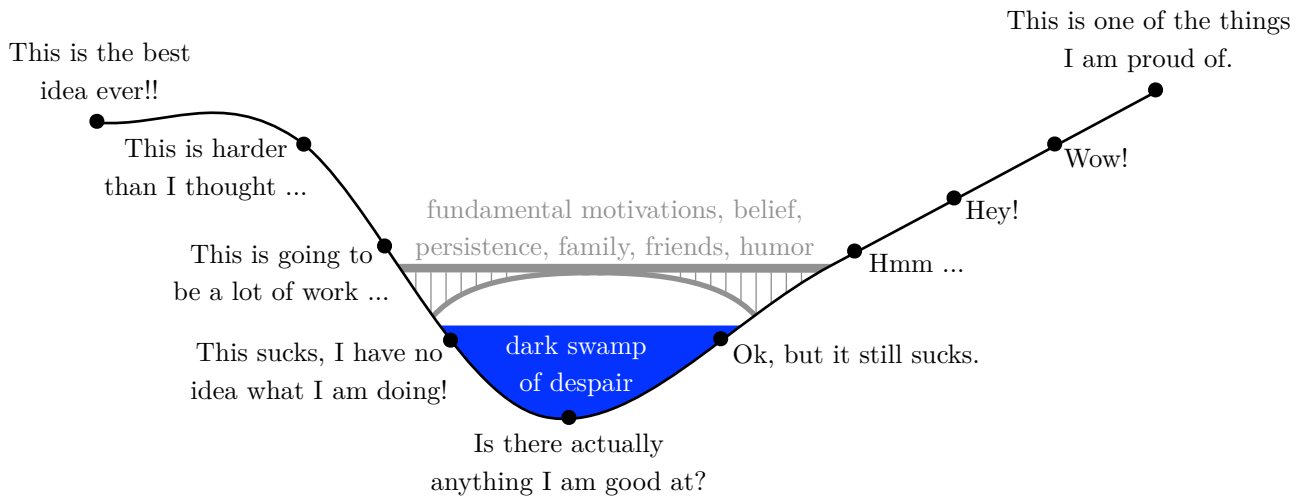 This is the best
idea ever!!
This is harder
than I thought ...
This is going to
be a lot of work ...
This sucks, I have no
idea what I am doing!
Is there actually
anything I am good at?
dark swamp
of despair
fundamental motivations, belief,
persistence, family, friends, humor
Ok, but it still sucks.
Hmm ...
Hey!
Wow!
This is one of the things
I am proud of.